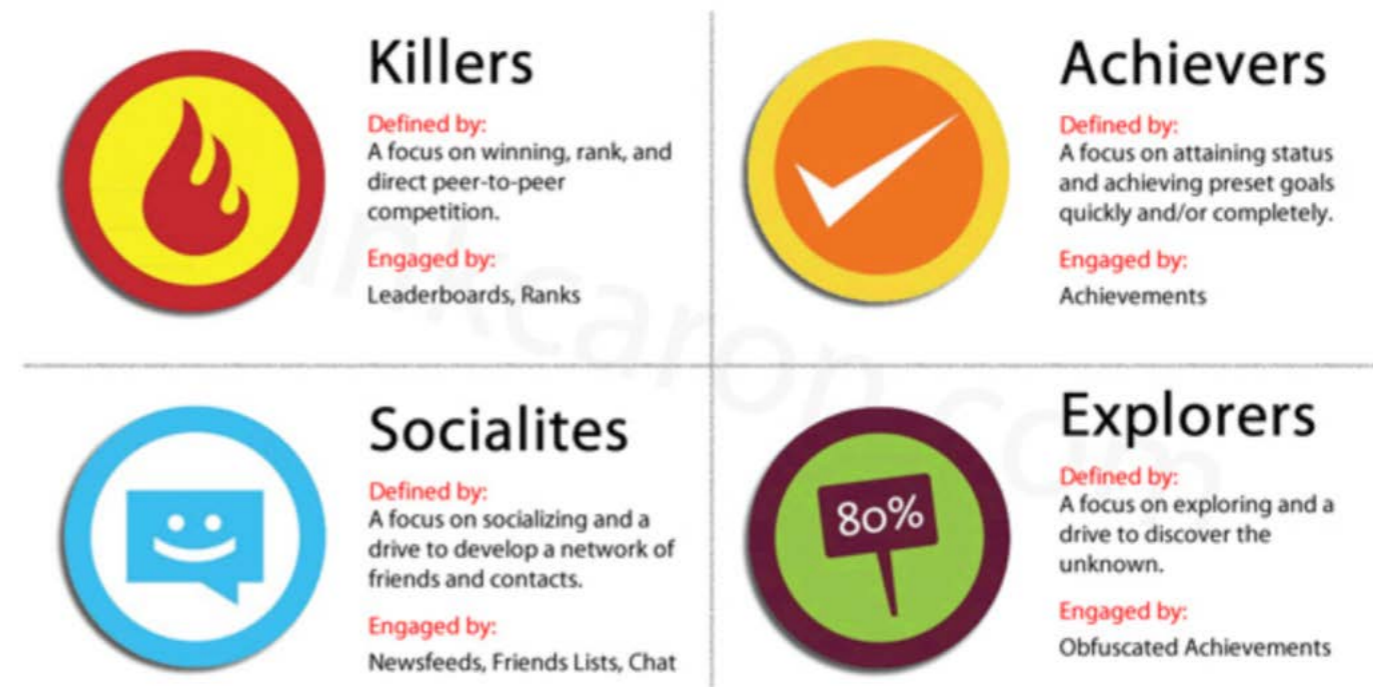 Killers
Defined by:
A focus on winning, rank, and
direct peer-to-peer
competition.
Engaged by:
Leaderboards, Ranks
Achievers
Defined by:
A focus on attaining status
and achieving preset goals
quickly and/or completely.
Engaged by:
Achievements
Socialites
Defined by:
A focus on socializing and a
drive to develop a network of
friends and contacts.
Engaged by:
Newsfeeds, Friends Lists, Chat
80%
Explorers
Defined by:
A focus on exploring and a
drive to discover the
unknown.
Engaged by:
Obfuscated Achievements